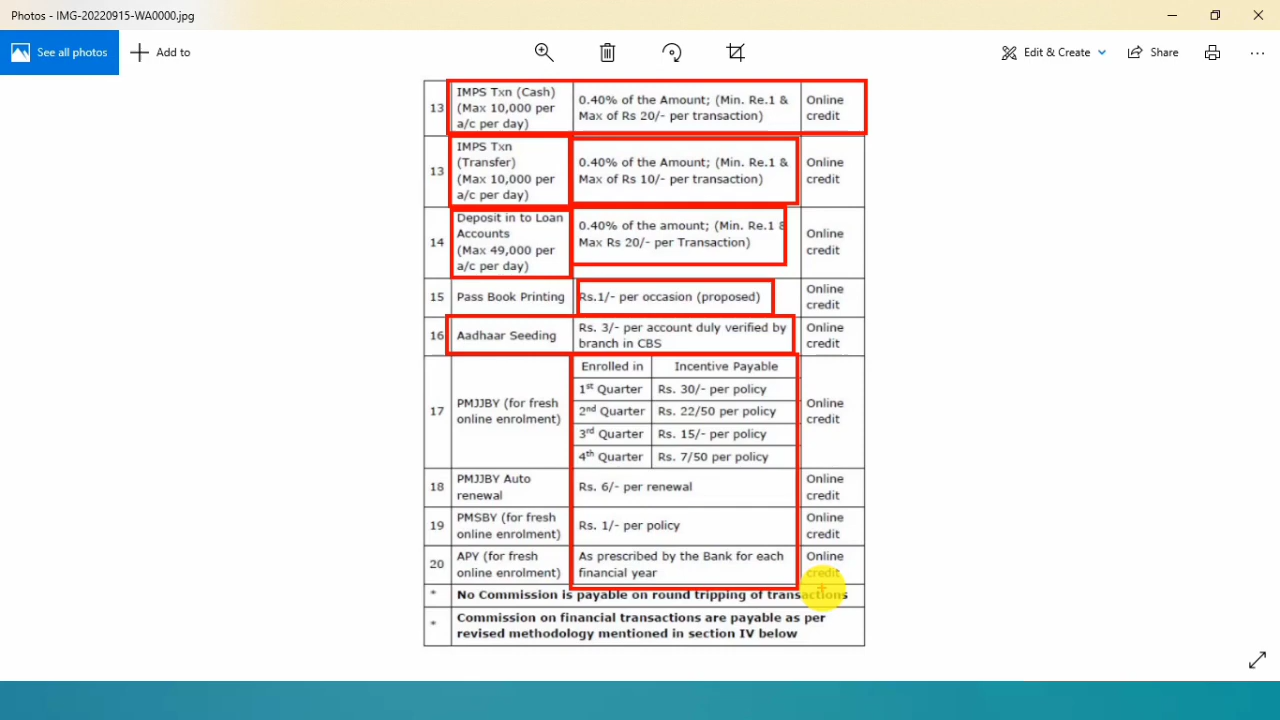 Photos - IMG-20220915-WA0000.jpg
See all photos
Add to
Edit & Create
Share
13
IMPS Txn (Cash)
(Max 10,000 per
a/c per day)
0.40% of the Amount; (Min. Re.1 &
Max of Rs 20/- per transaction)
Online
credit
13
IMPS Txn
(Transfer)
(Max 10,000 per
a/c per day)
0.40% of the Amount; (Min. Re.1 &
Max of Rs 10/- per transaction)
Online
credit
14
Deposit in to Loan
Accounts
(Max 49,000 per
a/c per day)
0.40% of the amount; (Min. Re.1 &
Max Rs 20/- per Transaction)
Online
credit
15
Pass Book Printing
Rs.1/- per occasion (proposed)
Online
credit
16
Aadhaar Seeding
Rs. 3/- per account duly verified by
branch in CBS
Online
credit
17
PMJJBY (for fresh
online enrolment)
Enrolled in
Incentive Payable
1st Quarter
Rs. 30/- per policy
2nd Quarter
Rs. 22/50 per policy
3rd Quarter
Rs. 15/- per policy
4th Quarter
Rs. 7/50 per policy
Online
credit
18
PMJJBY Auto
renewal
Rs. 6/- per renewal
Online
credit
19
PMSBY (for fresh
online enrolment)
Rs. 1/- per policy
Online
credit
20
APY (for fresh
online enrolment)
As prescribed by the Bank for each
financial year
Online
credit
* No Commission is payable on round tripping of transactions
* Commission on financial transactions are payable as per
revised methodology mentioned in section IV below